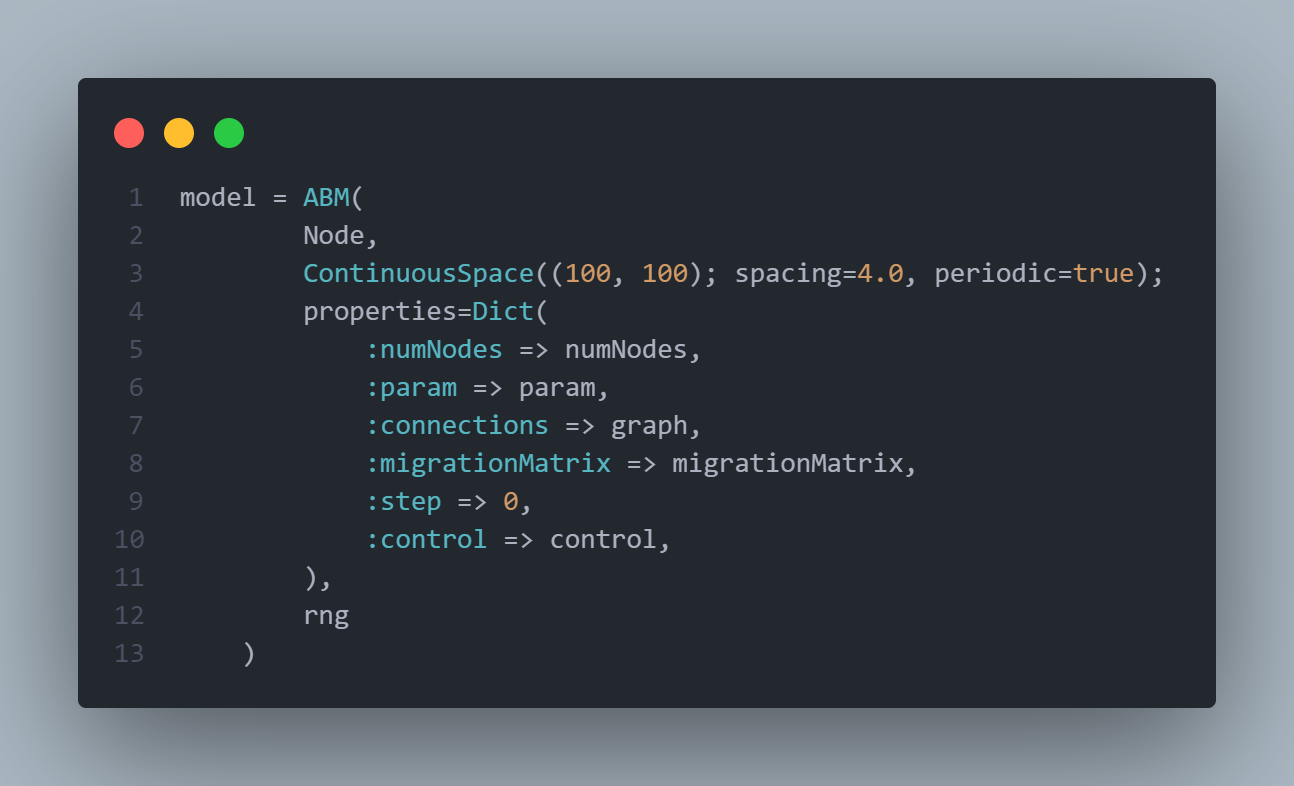 1 model = ABM(
2 Node,
3 ContinuousSpace((100, 100); spacing=4.0, periodic=true);
4 properties=Dict(
5 :numNodes => numNodes,
6 :param => param,
7 :connections => graph,
8 :migrationMatrix => migrationMatrix,
9 :step => 0,
10 :control => control,
11 ),
12 rng
13 )